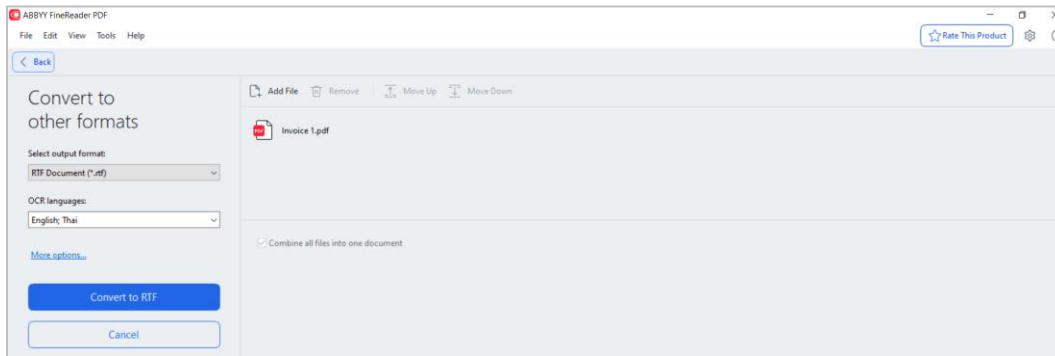 ABBYY FineReader PDF
File Edit View Tools Help
Rate This Product
Back
Convert to
other formats
Select output format:
RTF Document (*.rtf)
OCR languages:
English; Thai
More options...
Convert to RTF
Cancel
Add File Remove Move Up Move Down
PDF
Invoice 1.pdf
Combine all files into one document